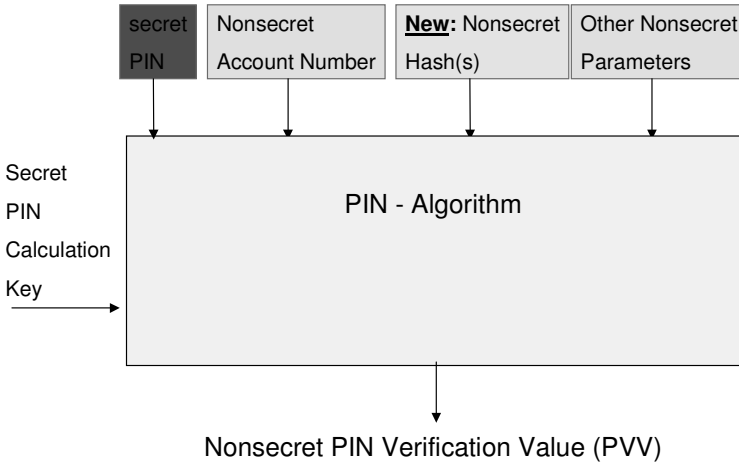 secret
PIN
Nonsecret
Account Number
New: Nonsecret
Hash(s)
Other Nonsecret
Parameters
Secret
PIN
Calculation
Key
PIN - Algorithm
Nonsecret PIN Verification Value (PVV)